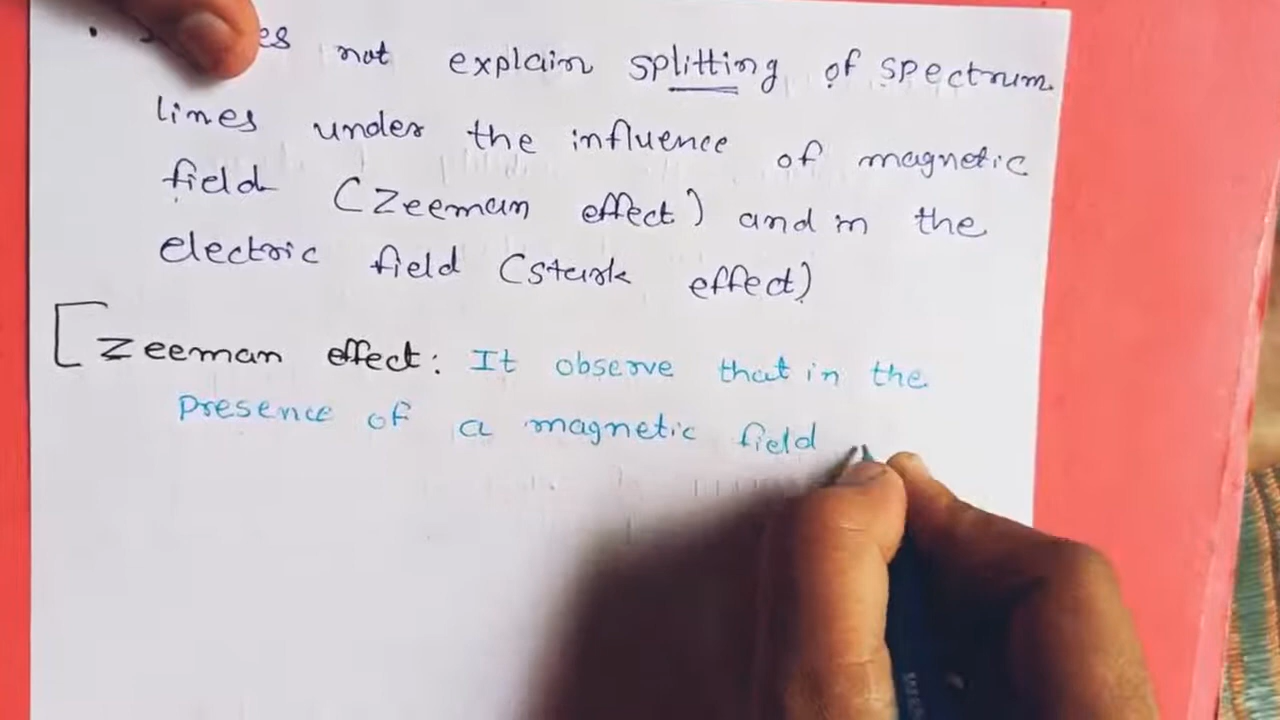 not explain splitting of spectrum
lines under the influence of magnetic
field (Zeeman effect) and in the
electric field (Stark effect)
[Zeeman effect: It observe that in the
presence of a magnetic field